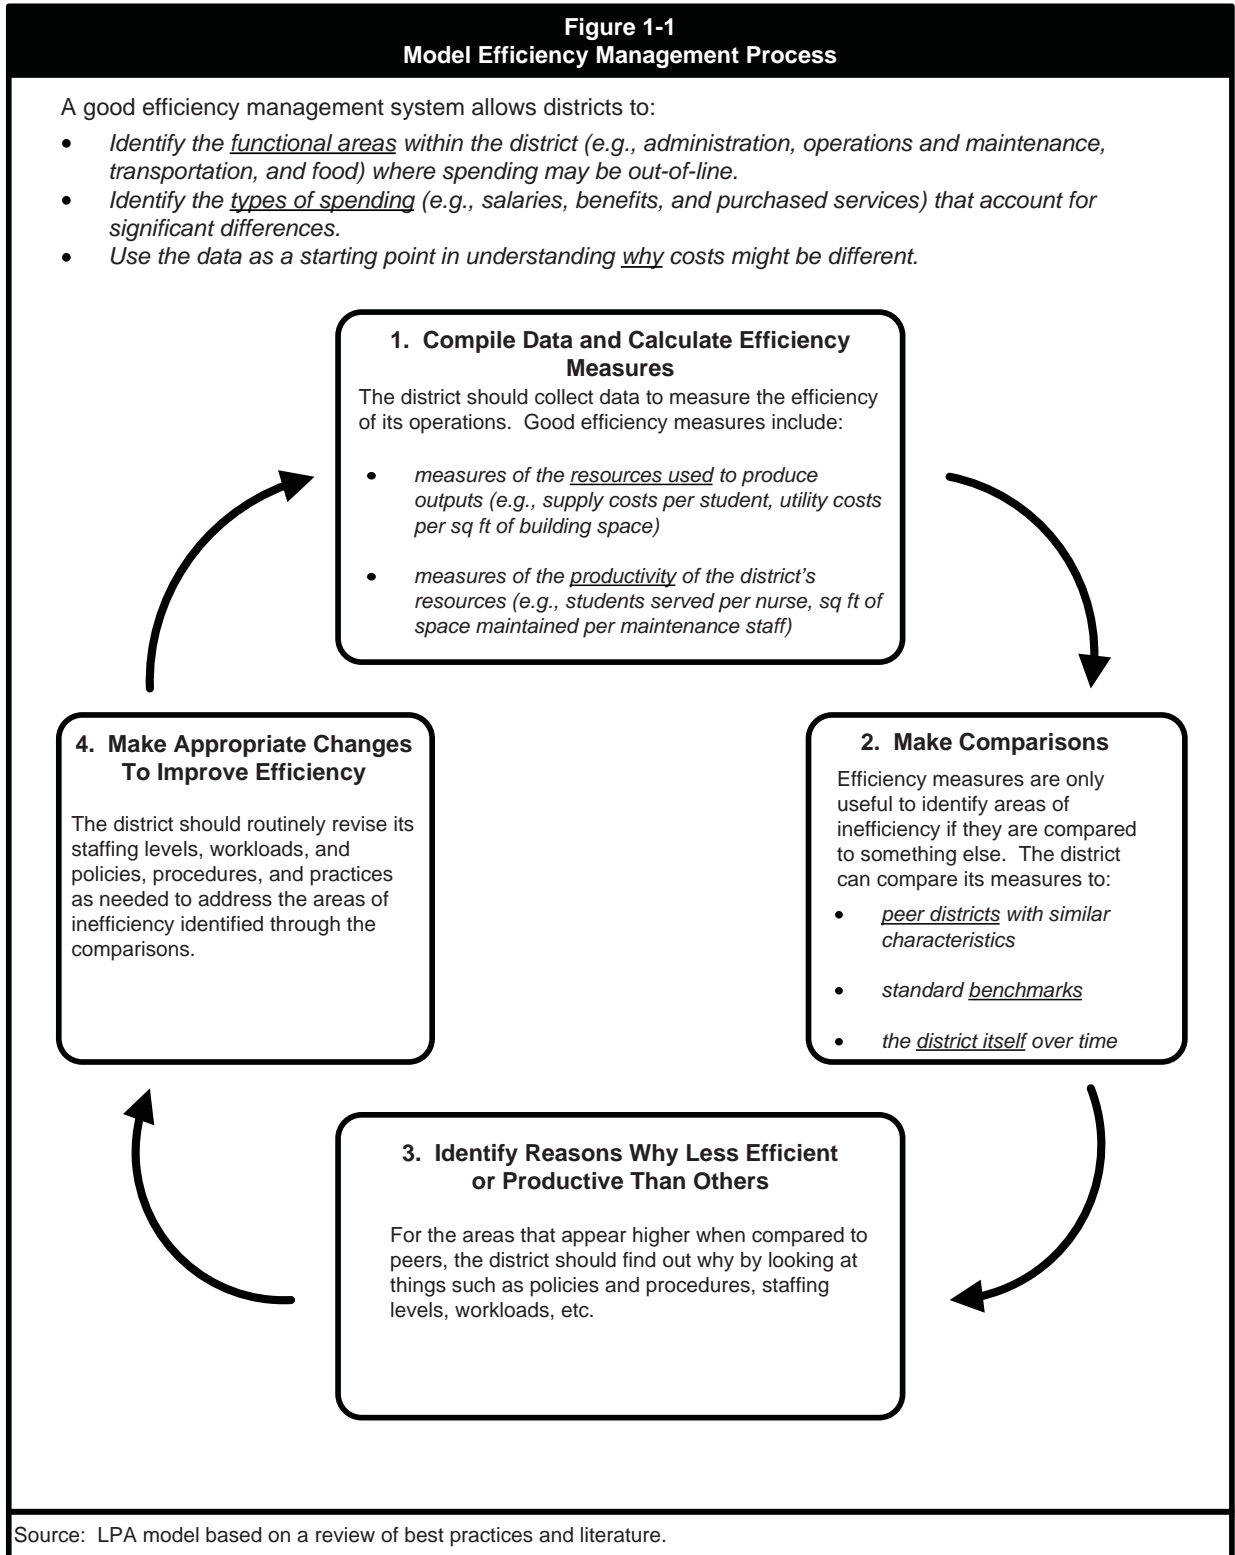 Figure 1-1
Model Efficiency Management Process
A good efficiency management system allows districts to:
• Identify the functional areas within the district (e.g., administration, operations and maintenance,
transportation, and food) where spending may be out-of-line.
• Identify the types of spending (e.g., salaries, benefits, and purchased services) that account for
significant differences.
• Use the data as a starting point in understanding why costs might be different.
1. Compile Data and Calculate Efficiency
Measures
The district should collect data to measure the efficiency
of its operations. Good efficiency measures include:
• measures of the resources used to produce
outputs (e.g., supply costs per student, utility costs
per sq ft of building space)
• measures of the productivity of the district's
resources (e.g., students served per nurse, sq ft of
space maintained per maintenance staff)
2. Make Comparisons
Efficiency measures are only
useful to identify areas of
inefficiency if they are compared
to something else. The district
can compare its measures to:
• peer districts with similar
characteristics
• standard benchmarks
• the district itself over time
3. Identify Reasons Why Less Efficient
or Productive Than Others
For the areas that appear higher when compared to
peers, the district should find out why by looking at
things such as policies and procedures, staffing
levels, workloads, etc.
4. Make Appropriate Changes
To Improve Efficiency
The district should routinely revise its
staffing levels, workloads, and
policies, procedures, and practices
as needed to address the areas of
inefficiency identified through the
comparisons.
Source: LPA model based on a review of best practices and literature.